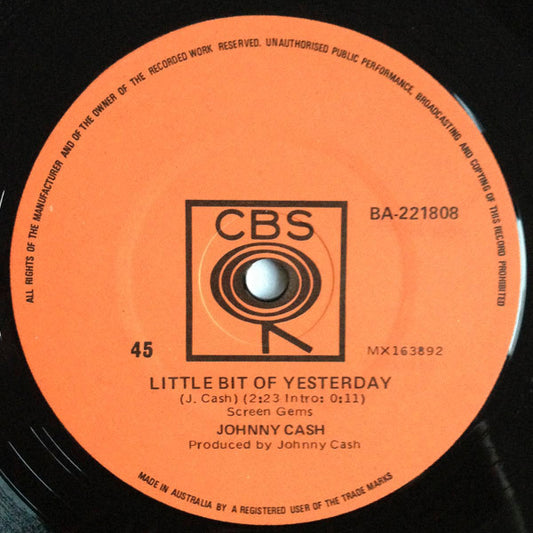 ALL RIGHTS OF THE MANUFACTURER AND OF THE OWNER OF THE RECORDED WORK RESERVED. UNAUTHORISED PUBLIC PERFORMANCE, BROADCASTING AND COPYING OF THIS RECORD PROHIBITED
CBS
BA-221808
45
MX163892
LITTLE BIT OF YESTERDAY
(J. Cash) (2:23 Intro: 0:11)
Screen Gems
JOHNNY CASH
Produced by Johnny Cash
MADE IN AUSTRALIA BY A REGISTERED USER OF THE TRADE MARKS